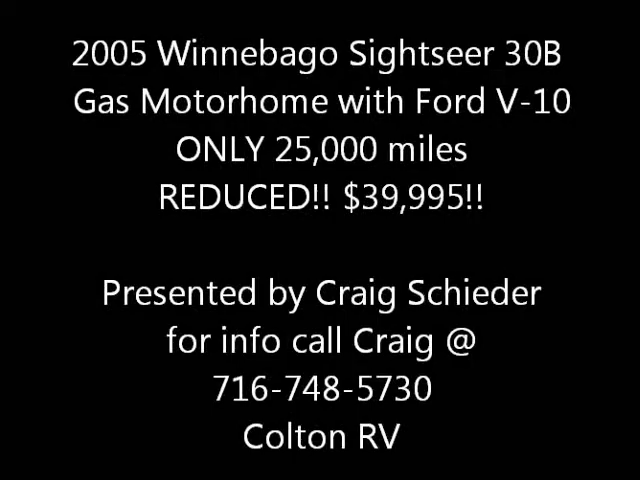 2005 Winnebago Sightseer 30B
Gas Motorhome with Ford V-10
ONLY 25,000 miles
REDUCED!! $39,995!!
Presented by Craig Schieder
for info call Craig @
716-748-5730
Colton RV